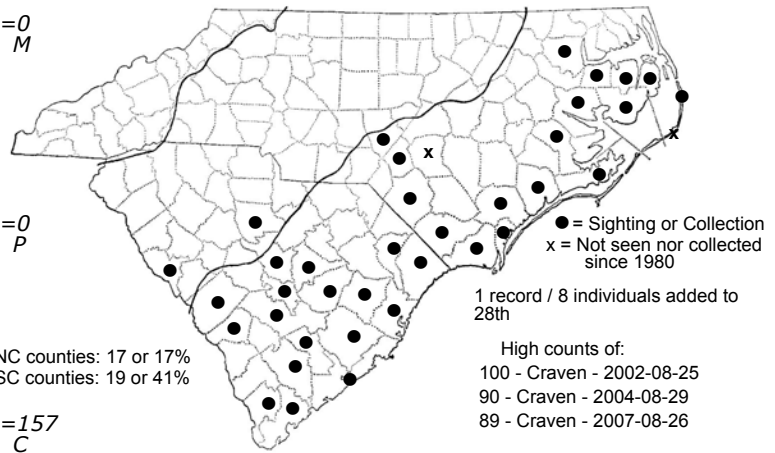 =0
M
x
x
=0
P
● = Sighting or Collection
x = Not seen nor collected
since 1980
1 record / 8 individuals added to
28th
NC counties: 17 or 17%
SC counties: 19 or 41%
High counts of:
100 - Craven - 2002-08-25
90 - Craven - 2004-08-29
89 - Craven - 2007-08-26
=157
C